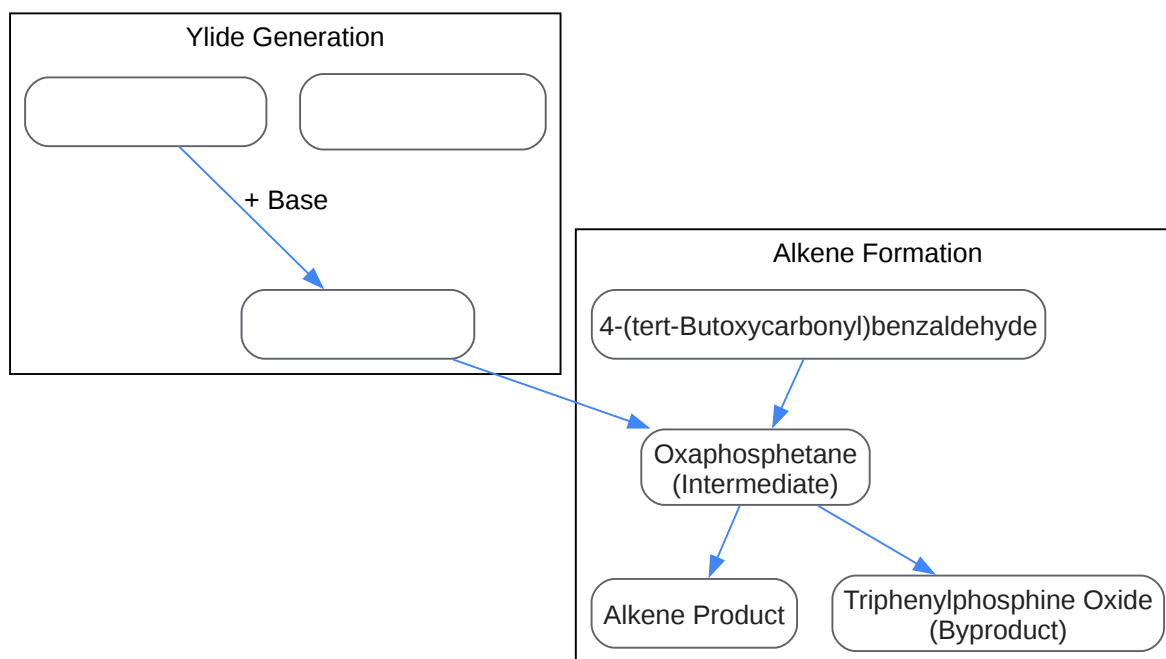 Ylide Generation
+ Base
Alkene Formation
4-(tert-Butoxycarbonyl)benzaldehyde
Oxaphosphetane
(Intermediate)
Alkene Product
Triphenylphosphine Oxide
(Byproduct)